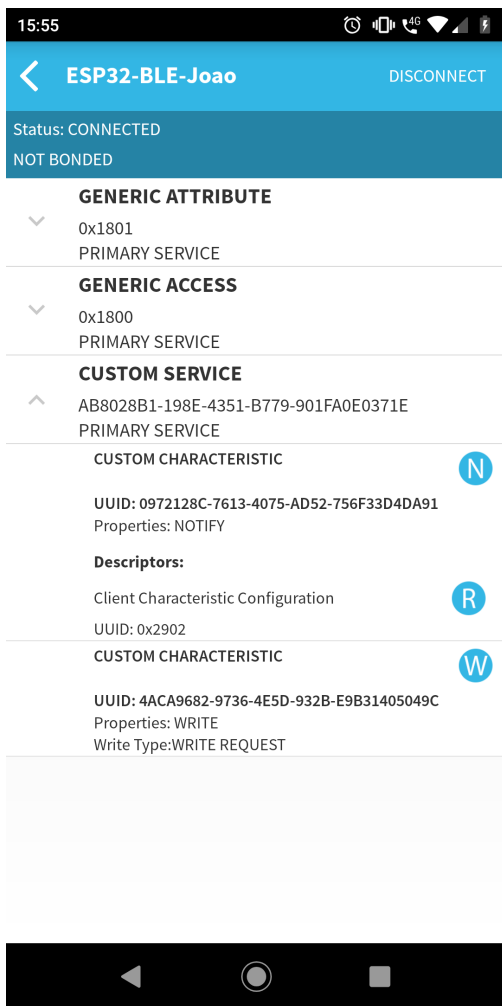 15:55
4G
ESP32-BLE-Joao
DISCONNECT
Status: CONNECTED
NOT BONDED
GENERIC ATTRIBUTE
0x1801
PRIMARY SERVICE
GENERIC ACCESS
0x1800
PRIMARY SERVICE
CUSTOM SERVICE
AB8028B1-198E-4351-B779-901FA0E0371E
PRIMARY SERVICE
CUSTOM CHARACTERISTIC
N
UUID: 0972128C-7613-4075-AD52-756F33D4DA91
Properties: NOTIFY
Descriptors:
Client Characteristic Configuration
R
UUID: 0x2902
CUSTOM CHARACTERISTIC
W
UUID: 4ACA9682-9736-4E5D-932B-E9B31405049C
Properties: WRITE
Write Type:WRITE REQUEST